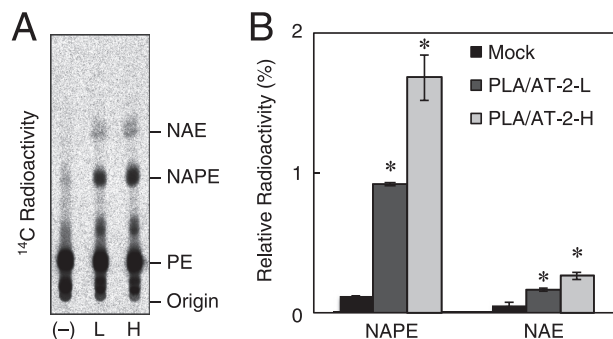 A
¹⁴C Radioactivity
NAE
NAPE
PE
Origin
(–) L H
B
Relative Radioactivity (%)
2
1
0
* * * *
Mock
PLA/AT-2-L
PLA/AT-2-H
NAPE NAE